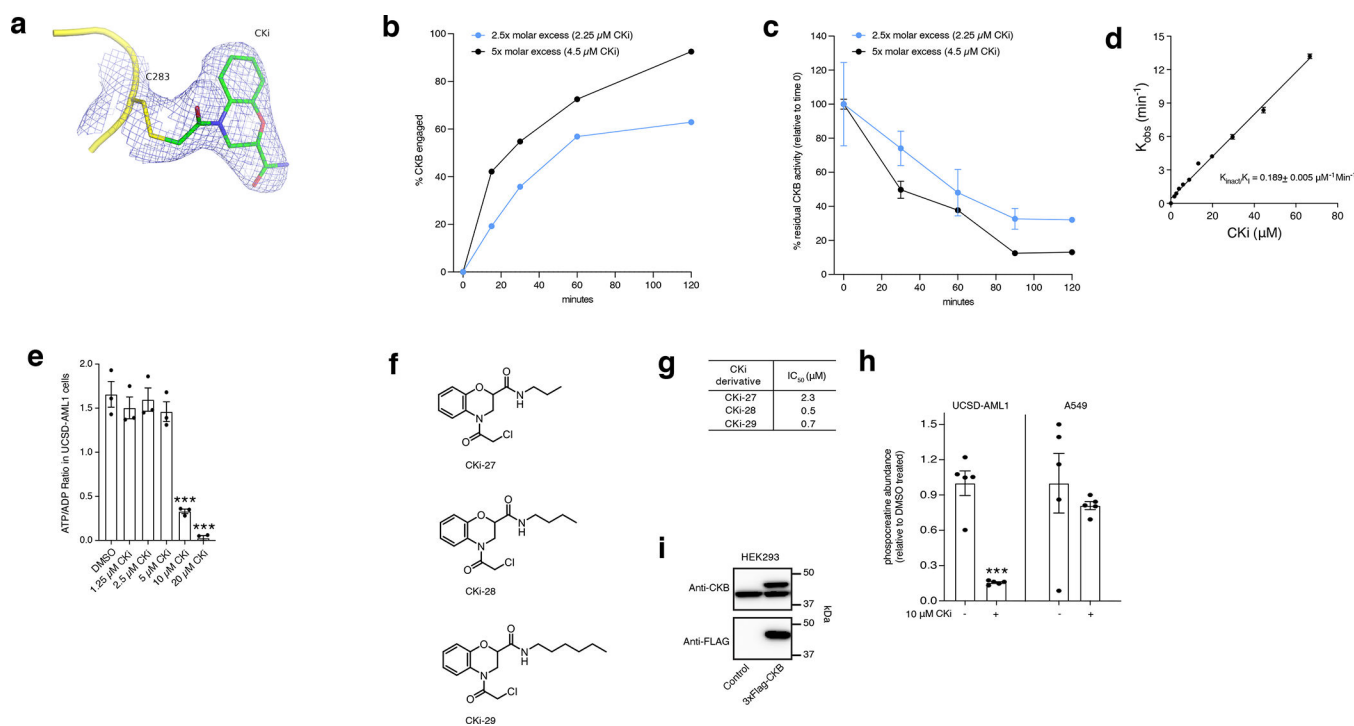 a
CKi
C283
b
2.5x molar excess (2.25 µM CKi)
5x molar excess (4.5 µM CKi)
100
80
60
40
20
0
% CKB engaged
0 20 40 60 80 100 120
minutes
c
2.5x molar excess (2.25 µM CKi)
5x molar excess (4.5 µM CKi)
140
120
100
80
60
40
20
0
% residual CKB activity (relative to time 0)
0 20 40 60 80 100 120
minutes
d
15
12
9
6
3
0
Kobs (min-1)
Kinact/KI = 0.189± 0.005 µM-1 Min-1
0 20 40 60 80
CKi (µM)
e
2.0
1.5
1.0
0.5
0.0
ATP/ADP Ratio in UCSD-AML1 cells
***
***
DMSO
1.25 µM CKi
2.5 µM CKi
5 µM CKi
10 µM CKi
20 µM CKi
f
O
O
N
H
N
O
Cl
CKi-27
O
O
N
H
N
O
Cl
CKi-28
O
O
N
H
N
O
Cl
CKi-29
g
CKi derivative IC50 (µM)
CKi-27 2.3
CKi-28 0.5
CKi-29 0.7
h
UCSD-AML1 A549
1.5
1.2
0.9
0.6
0.3
0.0
phospocreatine abundance
(relative to DMSO treated)
***
10 µM CKi - + - +
i
HEK293
Anti-CKB
50
37
Anti-FLAG
50
37
kDa
Control
3xFlag-CKB